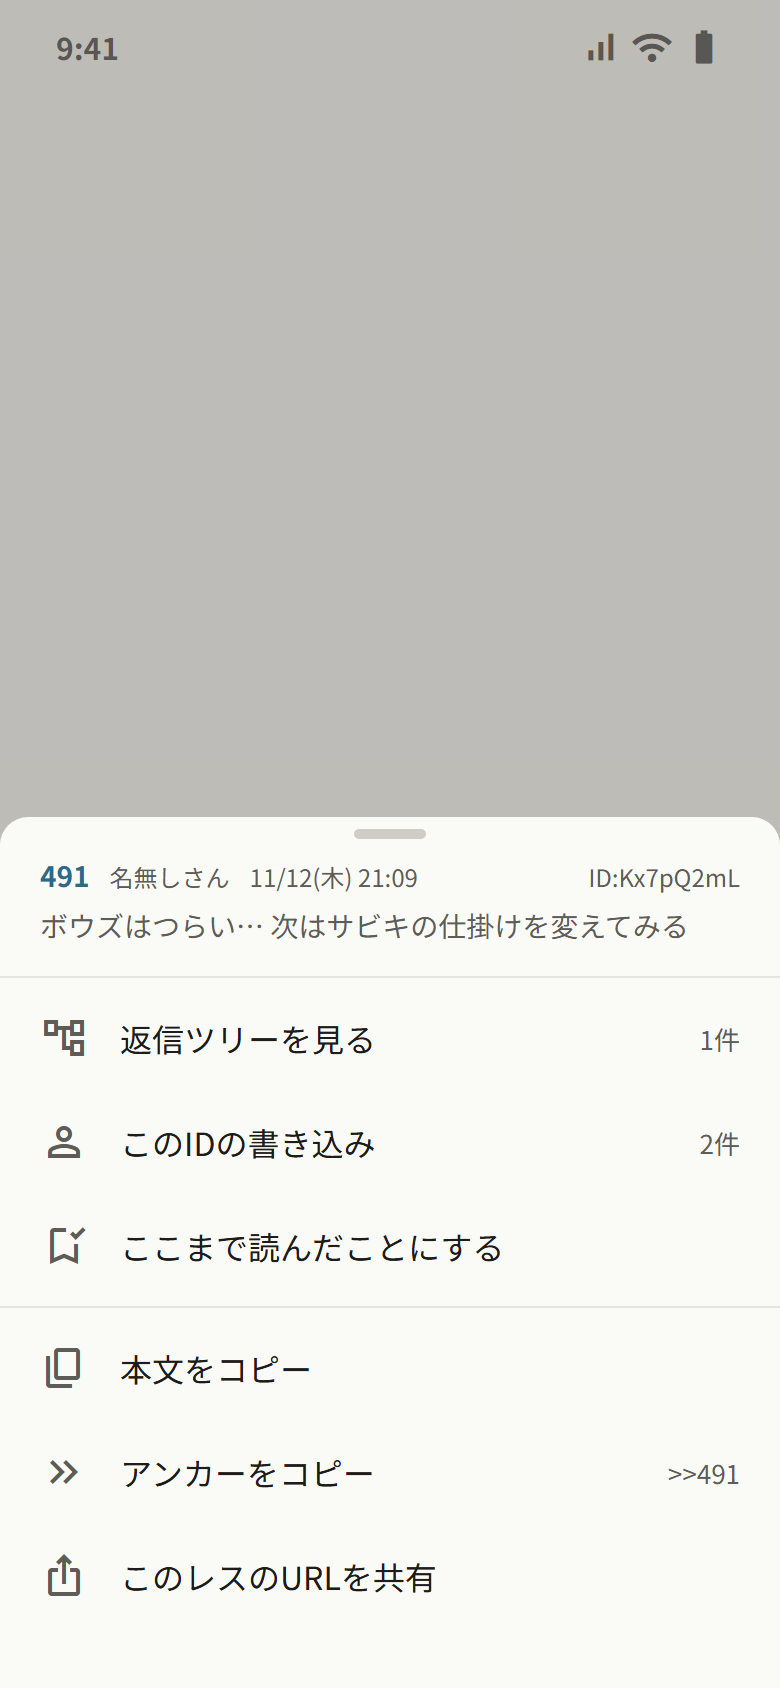 9:41
491 名無しさん 11/12(木) 21:09 ID:Kx7pQ2mL
ボウズはつらい… 次はサビキの仕掛けを変えてみる
返信ツリーを見る 1件
このIDの書き込み 2件
ここまで読んだことにする
本文をコピー
アンカーをコピー >>491
このレスのURLを共有